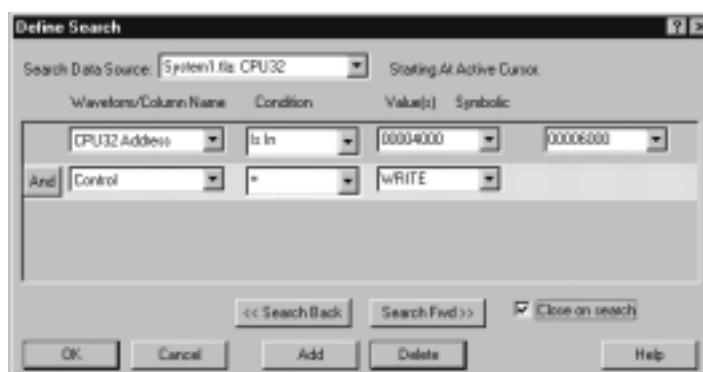 Define Search
Search Data Source: System1.tla: CPU32 Starting At Active Cursor.
Waveform/Column Name Condition Value(s) Symbolic
CPU32 Address Is In 00004000 00006000
And Control = WRITE
<< Search Back Search Fwd >> Close on search
OK Cancel Add Delete Help